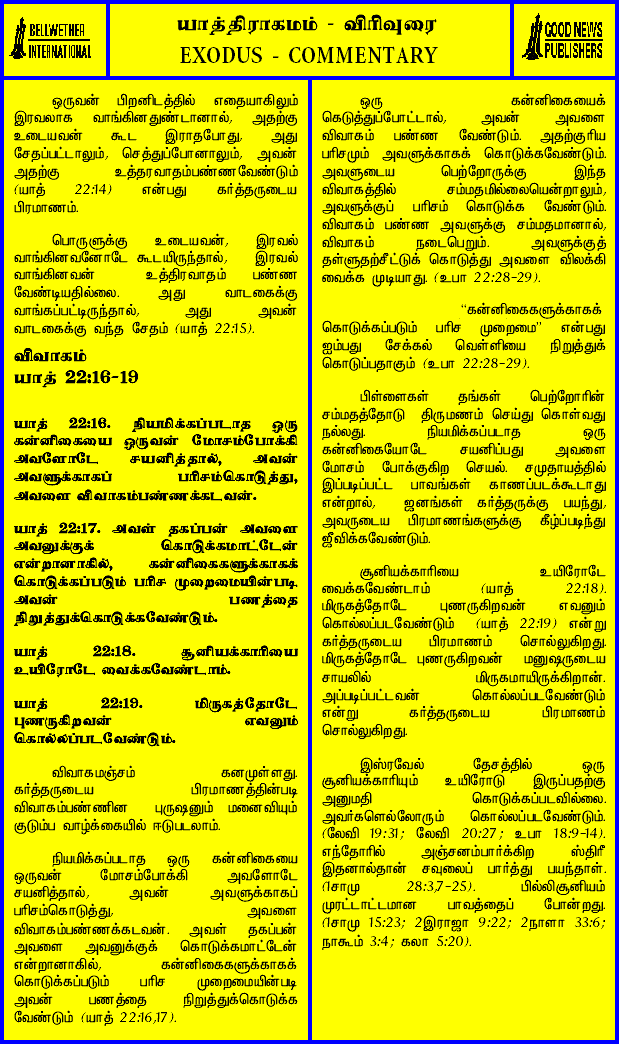 BELLWETHER
INTERNATIONAL
யாத்திராகமம் - விரிவுரை
EXODUS - COMMENTARY
GOOD NEWS
PUBLISHERS
ஒருவன் பிறனிடத்தில் எதையாகிலும்
இரவலாக வாங்கினதுண்டானால், அதற்கு
உடையவன் கூட இராதபோது, அது
சேதப்பட்டாலும், செத்துப்போனாலும், அவன்
அதற்கு உத்தரவாதம்பண்ணவேண்டும்
(யாத் 22:14) என்பது கர்த்தருடைய
பிரமாணம்.
பொருளுக்கு உடையவன், இரவல்
வாங்கினவனோடே கூடயிருந்தால், இரவல்
வாங்கினவன் உத்திரவாதம் பண்ண
வேண்டியதில்லை. அது வாடகைக்கு
வாங்கப்பட்டிருந்தால், அது அவன்
வாடகைக்கு வந்த சேதம் (யாத் 22:15).
விவாகம்
யாத் 22:16-19
யாத் 22:16. நியமிக்கப்படாத ஒரு
கன்னிகையை ஒருவன் மோசம்போக்கி
அவளோடே சயனித்தால், அவன்
அவளுக்காகப் பரிசம்கொடுத்து,
அவளை விவாகம்பண்ணக்கடவன்.
யாத் 22:17. அவள் தகப்பன் அவளை
அவனுக்குக் கொடுக்கமாட்டேன்
என்றானாகில், கன்னிகைகளுக்காகக்
கொடுக்கப்படும் பரிச முறைமையின்படி
அவன் பணத்தை
நிறுத்துக்கொடுக்கவேண்டும்.
யாத் 22:18. சூனியக்காரியை
உயிரோடே வைக்கவேண்டாம்.
யாத் 22:19. மிருகத்தோடே
புணருகிறவன் எவனும்
கொல்லப்படவேண்டும்.
விவாகமஞ்சம் கனமுள்ளது.
கர்த்தருடைய பிரமாணத்தின்படி
விவாகம்பண்ணின புருஷனும் மனைவியும்
குடும்ப வாழ்க்கையில் ஈடுபடலாம்.
நியமிக்கப்படாத ஒரு கன்னிகையை
ஒருவன் மோசம்போக்கி அவளோடே
சயனித்தால், அவன் அவளுக்காகப்
பரிசம்கொடுத்து, அவளை
விவாகம்பண்ணக்கடவன். அவள் தகப்பன்
அவளை அவனுக்குக் கொடுக்கமாட்டேன்
என்றானாகில், கன்னிகைகளுக்காகக்
கொடுக்கப்படும் பரிச முறைமையின்படி
அவன் பணத்தை நிறுத்துக்கொடுக்க
வேண்டும் (யாத் 22:16,17).
ஒரு கன்னிகையைக்
கெடுத்துப்போட்டால், அவன் அவளை
விவாகம் பண்ண வேண்டும். அதற்குரிய
பரிசமும் அவளுக்காகக் கொடுக்கவேண்டும்.
அவளுடைய பெற்றோருக்கு இந்த
விவாகத்தில் சம்மதமில்லையென்றாலும்,
அவளுக்குப் பரிசம் கொடுக்க வேண்டும்.
விவாகம் பண்ண அவளுக்கு சம்மதமானால்,
விவாகம் நடைபெறும். அவளுக்குத்
தள்ளுதற்சீட்டுக் கொடுத்து அவளை விலக்கி
வைக்க முடியாது. (உபா 22:28-29).
"கன்னிகைகளுக்காகக்
கொடுக்கப்படும் பரிச முறைமை" என்பது
ஐம்பது சேக்கல் வெள்ளியை நிறுத்துக்
கொடுப்பதாகும் (உபா 22:28-29).
பிள்ளைகள் தங்கள் பெற்றோரின்
சம்மதத்தோடு திருமணம் செய்து கொள்வது
நல்லது. நியமிக்கப்படாத ஒரு
கன்னிகையோடே சயனிப்பது அவளை
மோசம் போக்குகிற செயல். சமுதாயத்தில்
இப்படிப்பட்ட பாவங்கள் காணப்படக்கூடாது
என்றால், ஜனங்கள் கர்த்தருக்கு பயந்து,
அவருடைய பிரமாணங்களுக்கு கீழ்ப்படிந்து
ஜீவிக்கவேண்டும்.
சூனியக்காரியை உயிரோடே
வைக்கவேண்டாம் (யாத் 22:18).
மிருகத்தோடே புணருகிறவன் எவனும்
கொல்லப்படவேண்டும் (யாத் 22:19) என்று
கர்த்தருடைய பிரமாணம் சொல்லுகிறது.
மிருகத்தோடே புணருகிறவன் மனுஷருடைய
சாயலில் மிருகமாயிருக்கிறான்.
அப்படிப்பட்டவன் கொல்லப்படவேண்டும்
என்று கர்த்தருடைய பிரமாணம்
சொல்லுகிறது.
இஸ்ரவேல் தேசத்தில் ஒரு
சூனியக்காரியும் உயிரோடு இருப்பதற்கு
அனுமதி கொடுக்கப்படவில்லை.
அவர்களெல்லோரும் கொல்லப்படவேண்டும்.
(லேவி 19:31; லேவி 20:27; உபா 18:9-14).
எந்தோரில் அஞ்சனம்பார்க்கிற ஸ்திரீ
இதனால்தான் சவுலைப் பார்த்து பயந்தாள்.
(1சாமு 28:3,7-25). பில்லிசூனியம்
முரட்டாட்டமான பாவத்தைப் போன்றது.
(1சாமு 15:23; 2இராஜா 9:22; 2நாளா 33:6;
நாகூம் 3:4; கலா 5:20).